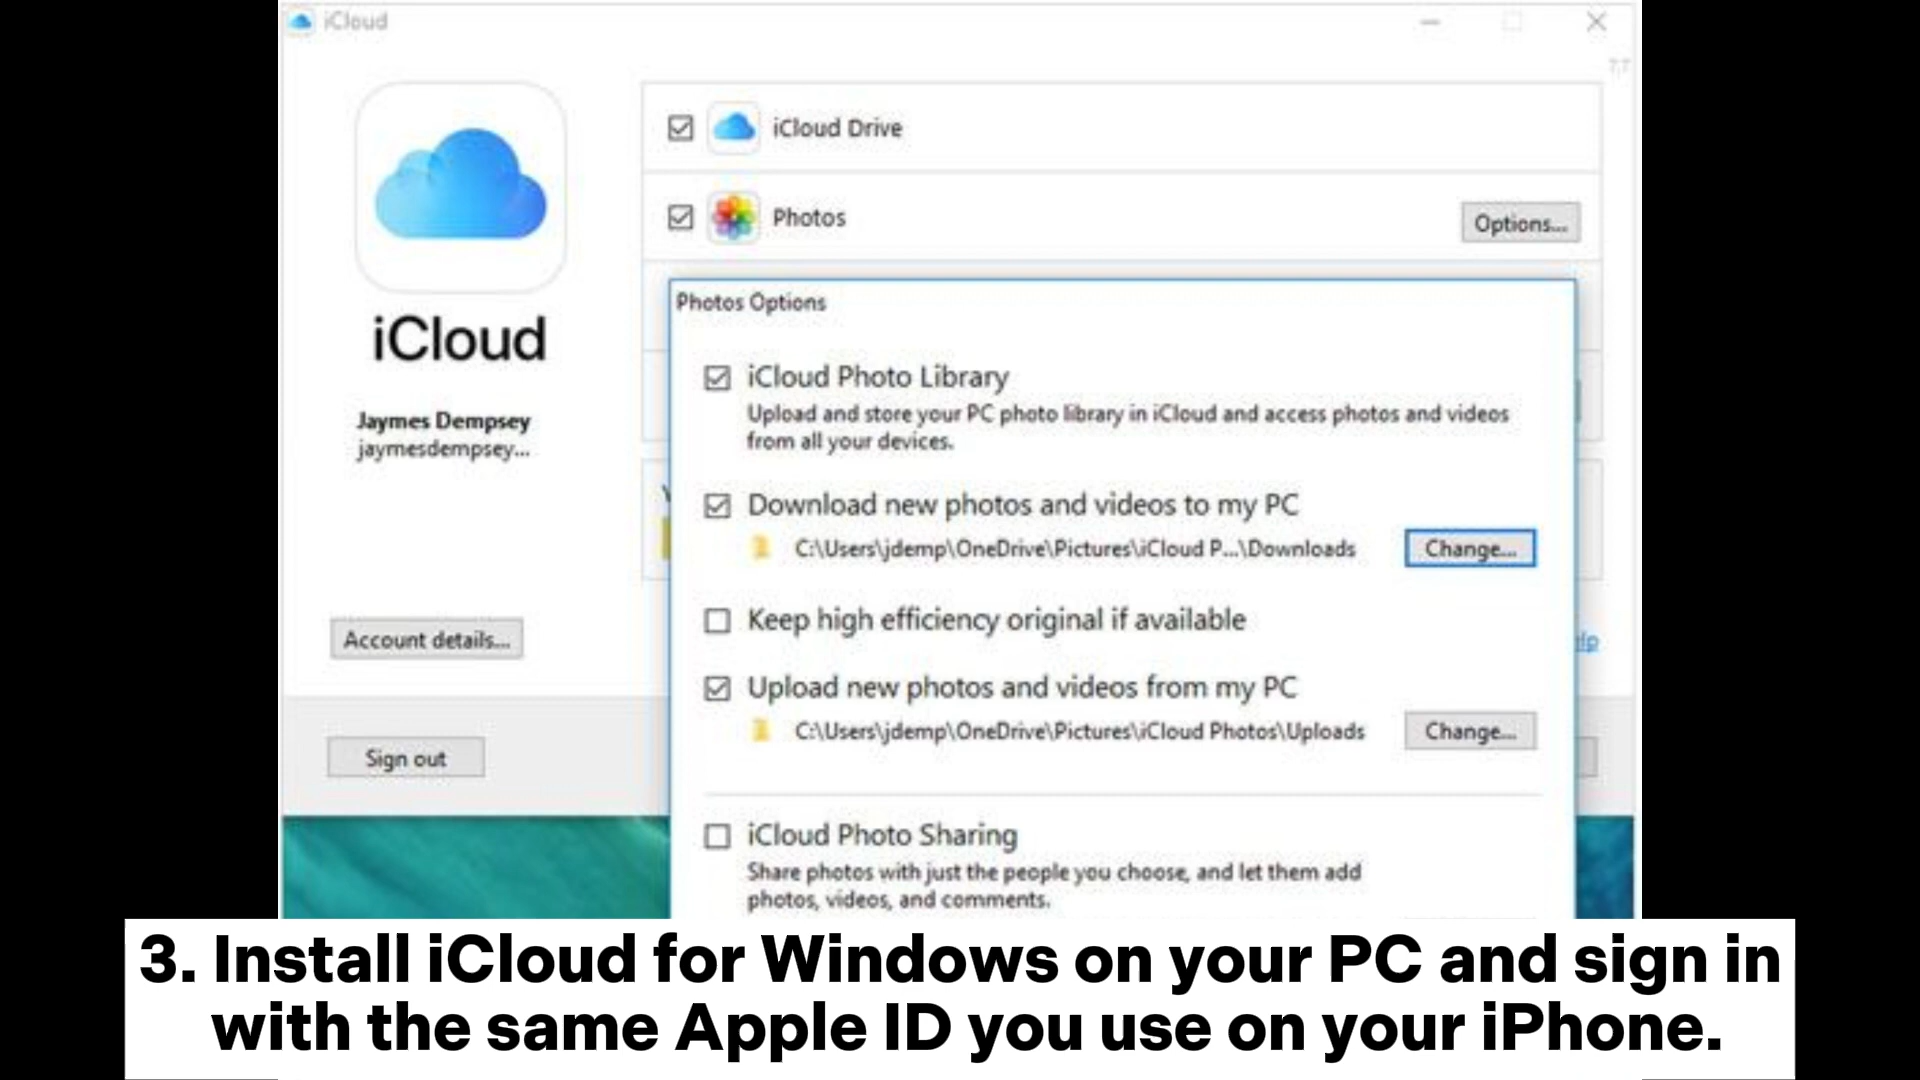 iCloud
iCloud Drive
Photos
Options...
iCloud
Jaymes Dempsey
jaymesdempsey...
Account details...
Sign out
Photos Options
iCloud Photo Library
Upload and store your PC photo library in iCloud and access photos and videos
from all your devices.
Download new photos and videos to my PC
C:\Users\jdemp\OneDrive\Pictures\iCloud P...\Downloads
Change...
Keep high efficiency original if available
Upload new photos and videos from my PC
C:\Users\jdemp\OneDrive\Pictures\iCloud Photos\Uploads
Change...
iCloud Photo Sharing
Share photos with just the people you choose, and let them add
photos, videos, and comments.
3. Install iCloud for Windows on your PC and sign in
with the same Apple ID you use on your iPhone.